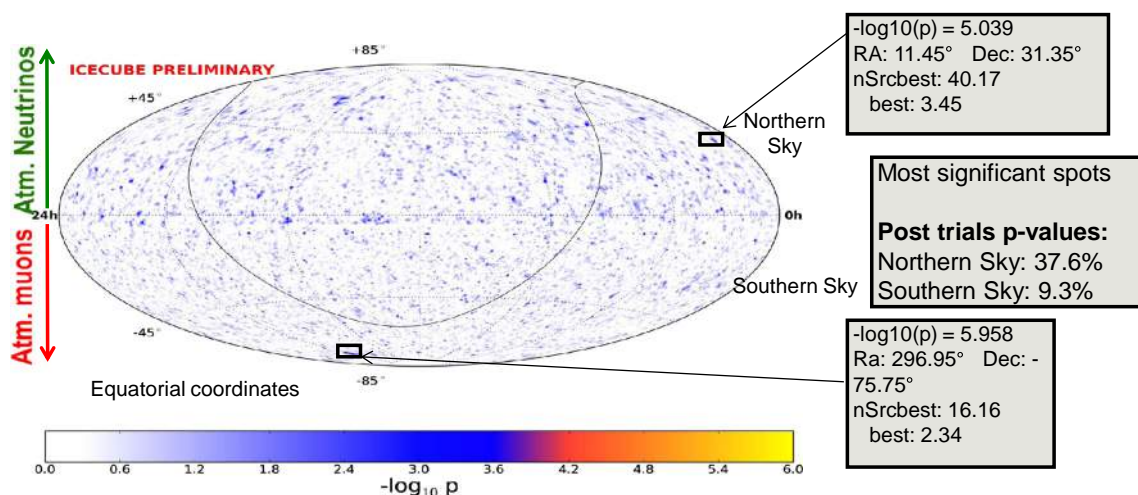 Atm. Neutrinos
Atm. muons
ICECUBE PRELIMINARY
+85°
+45°
24h
0h
-45°
-85°
Northern
Sky
Southern Sky
Equatorial coordinates
-log10(p) = 5.039
RA: 11.45° Dec: 31.35°
nSrcbest: 40.17
best: 3.45
Most significant spots
Post trials p-values:
Northern Sky: 37.6%
Southern Sky: 9.3%
-log10(p) = 5.958
Ra: 296.95° Dec: -
75.75°
nSrcbest: 16.16
best: 2.34
0.0 0.6 1.2 1.8 2.4 3.0 3.6 4.2 4.8 5.4 6.0
-log₁₀ p